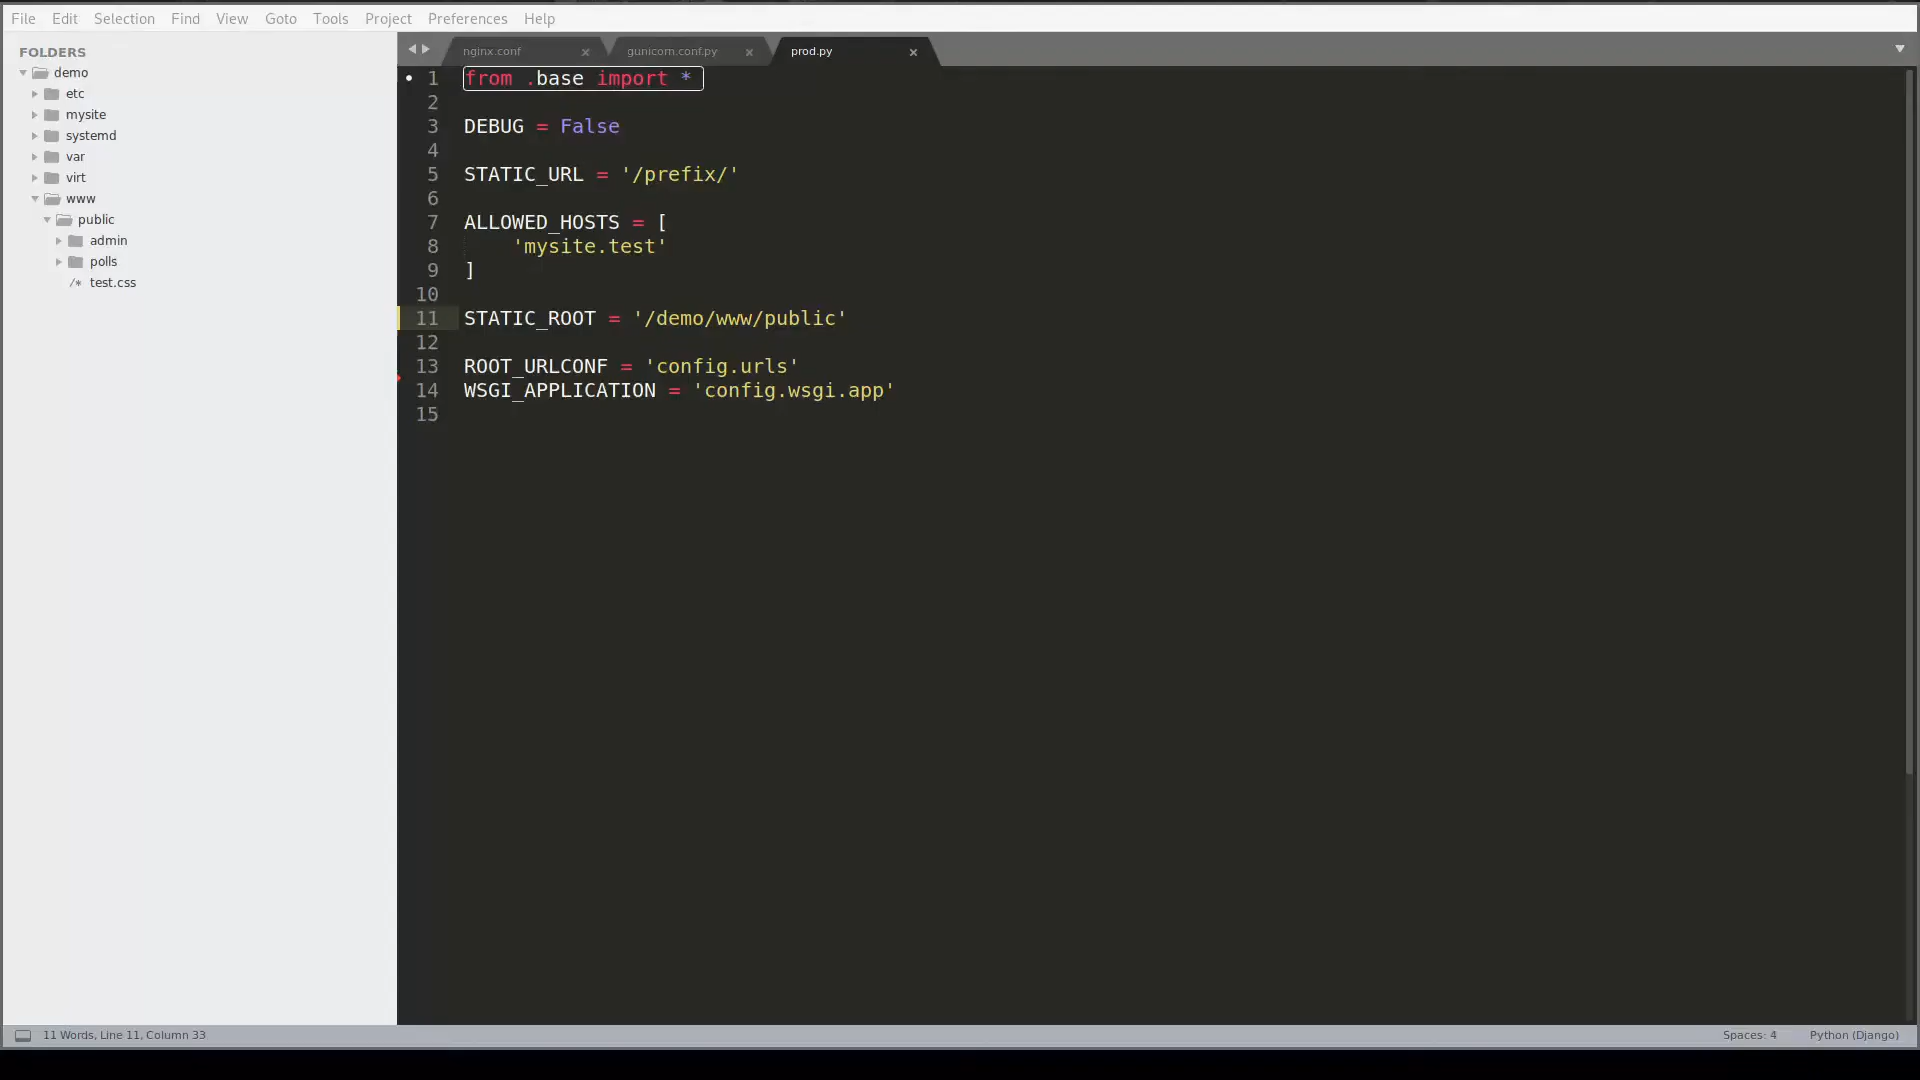 File Edit Selection Find View Goto Tools Project Preferences Help
FOLDERS
demo
etc
mysite
systemd
var
virt
www
public
admin
polls
/* test.css
nginx.conf × gunicorn.conf.py × prod.py ×
1 from .base import *
2
3 DEBUG = False
4
5 STATIC_URL = '/prefix/'
6
7 ALLOWED_HOSTS = [
8 'mysite.test'
9 ]
10
11 STATIC_ROOT = '/demo/www/public'
12
13 ROOT_URLCONF = 'config.urls'
14 WSGI_APPLICATION = 'config.wsgi.app'
15
11 Words, Line 11, Column 33
Spaces: 4 Python (Django)